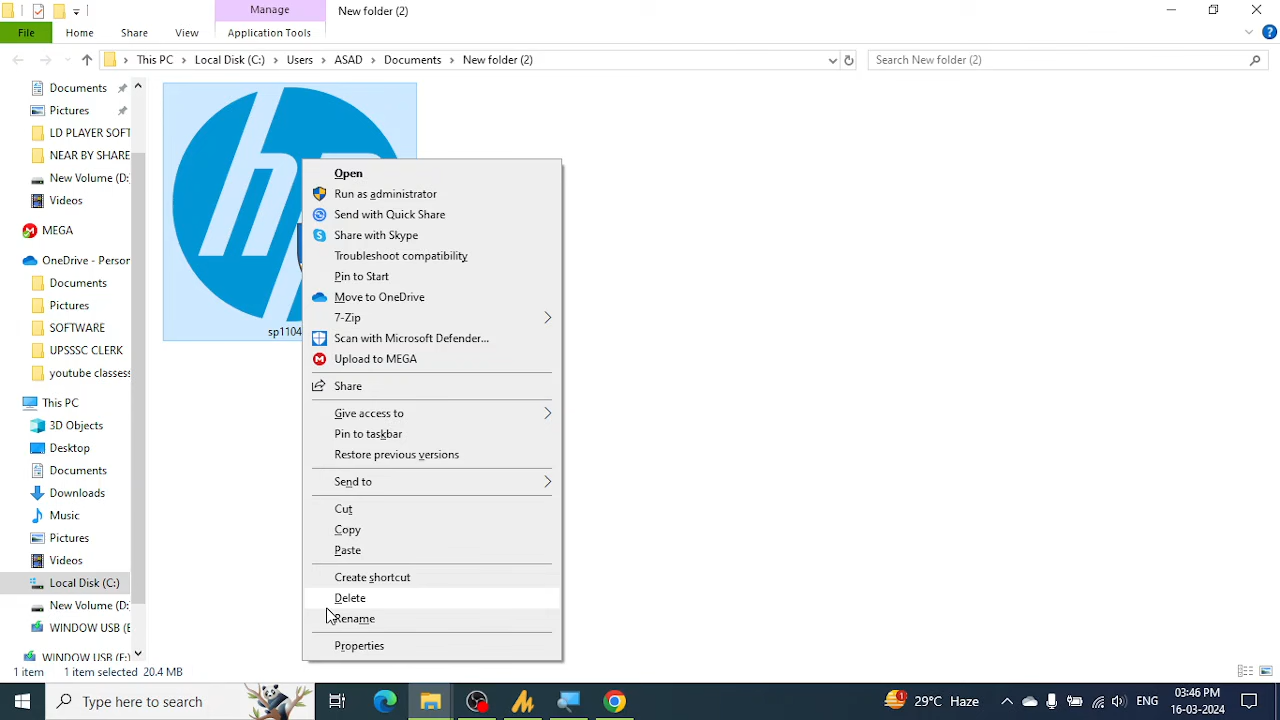 Manage
New folder (2)
File
Home
Share
View
Application Tools
This PC
Local Disk (C:)
Users
ASAD
Documents
New folder (2)
Search New folder (2)
Documents
Pictures
LD PLAYER SOFT
NEAR BY SHARE
New Volume (D:
Videos
MEGA
OneDrive - Person
Documents
Pictures
SOFTWARE
UPSSSC CLERK
youtube classess
This PC
3D Objects
Desktop
Documents
Downloads
Music
Pictures
Videos
Local Disk (C:)
New Volume (D:
WINDOW USB (E
WINDOW USB (E:
hp
sp1104
Open
Run as administrator
Send with Quick Share
Share with Skype
Troubleshoot compatibility
Pin to Start
Move to OneDrive
7-Zip
Scan with Microsoft Defender...
Upload to MEGA
Share
Give access to
Pin to taskbar
Restore previous versions
Send to
Cut
Copy
Paste
Create shortcut
Delete
Rename
Properties
1 item
1 item selected 20.4 MB
Type here to search
1
29°C Haze
ENG
03:46 PM
16-03-2024